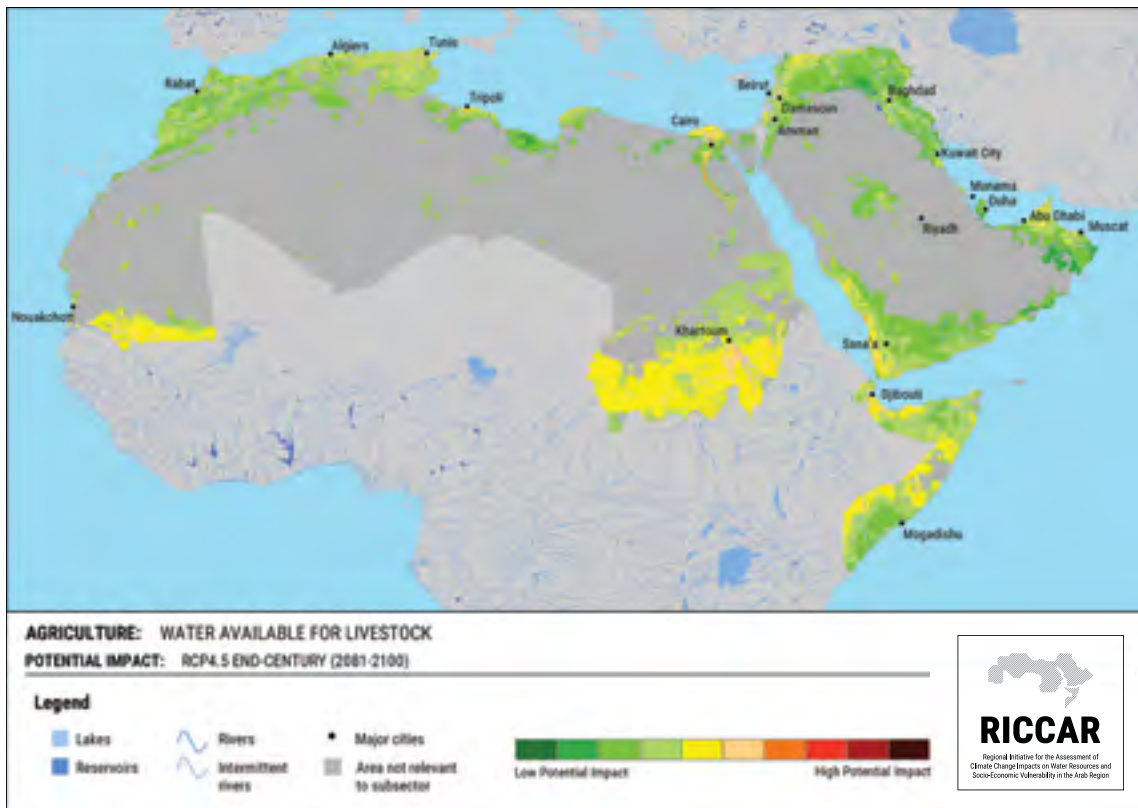 Algiers
Tunis
Rabat
Tripoli
Beirut
Damascus
Baghdad
Cairo
Amman
Kuwait City
Manama
Doha
Abu Dhabi
Riyadh
Muscat
Nouakchott
Khartoum
Sana'a
Djibouti
Mogadishu
AGRICULTURE: WATER AVAILABLE FOR LIVESTOCK
POTENTIAL IMPACT: RCP4.5 END-CENTURY (2081-2100)
Legend
Lakes
Rivers
Major cities
Reservoirs
Intermittent
rivers
Area not relevant
to subsector
Low Potential Impact
High Potential Impact
RICCAR
Regional Initiative for the Assessment of
Climate Change Impacts on Water Resources and
Socio-Economic Vulnerability in the Arab Region